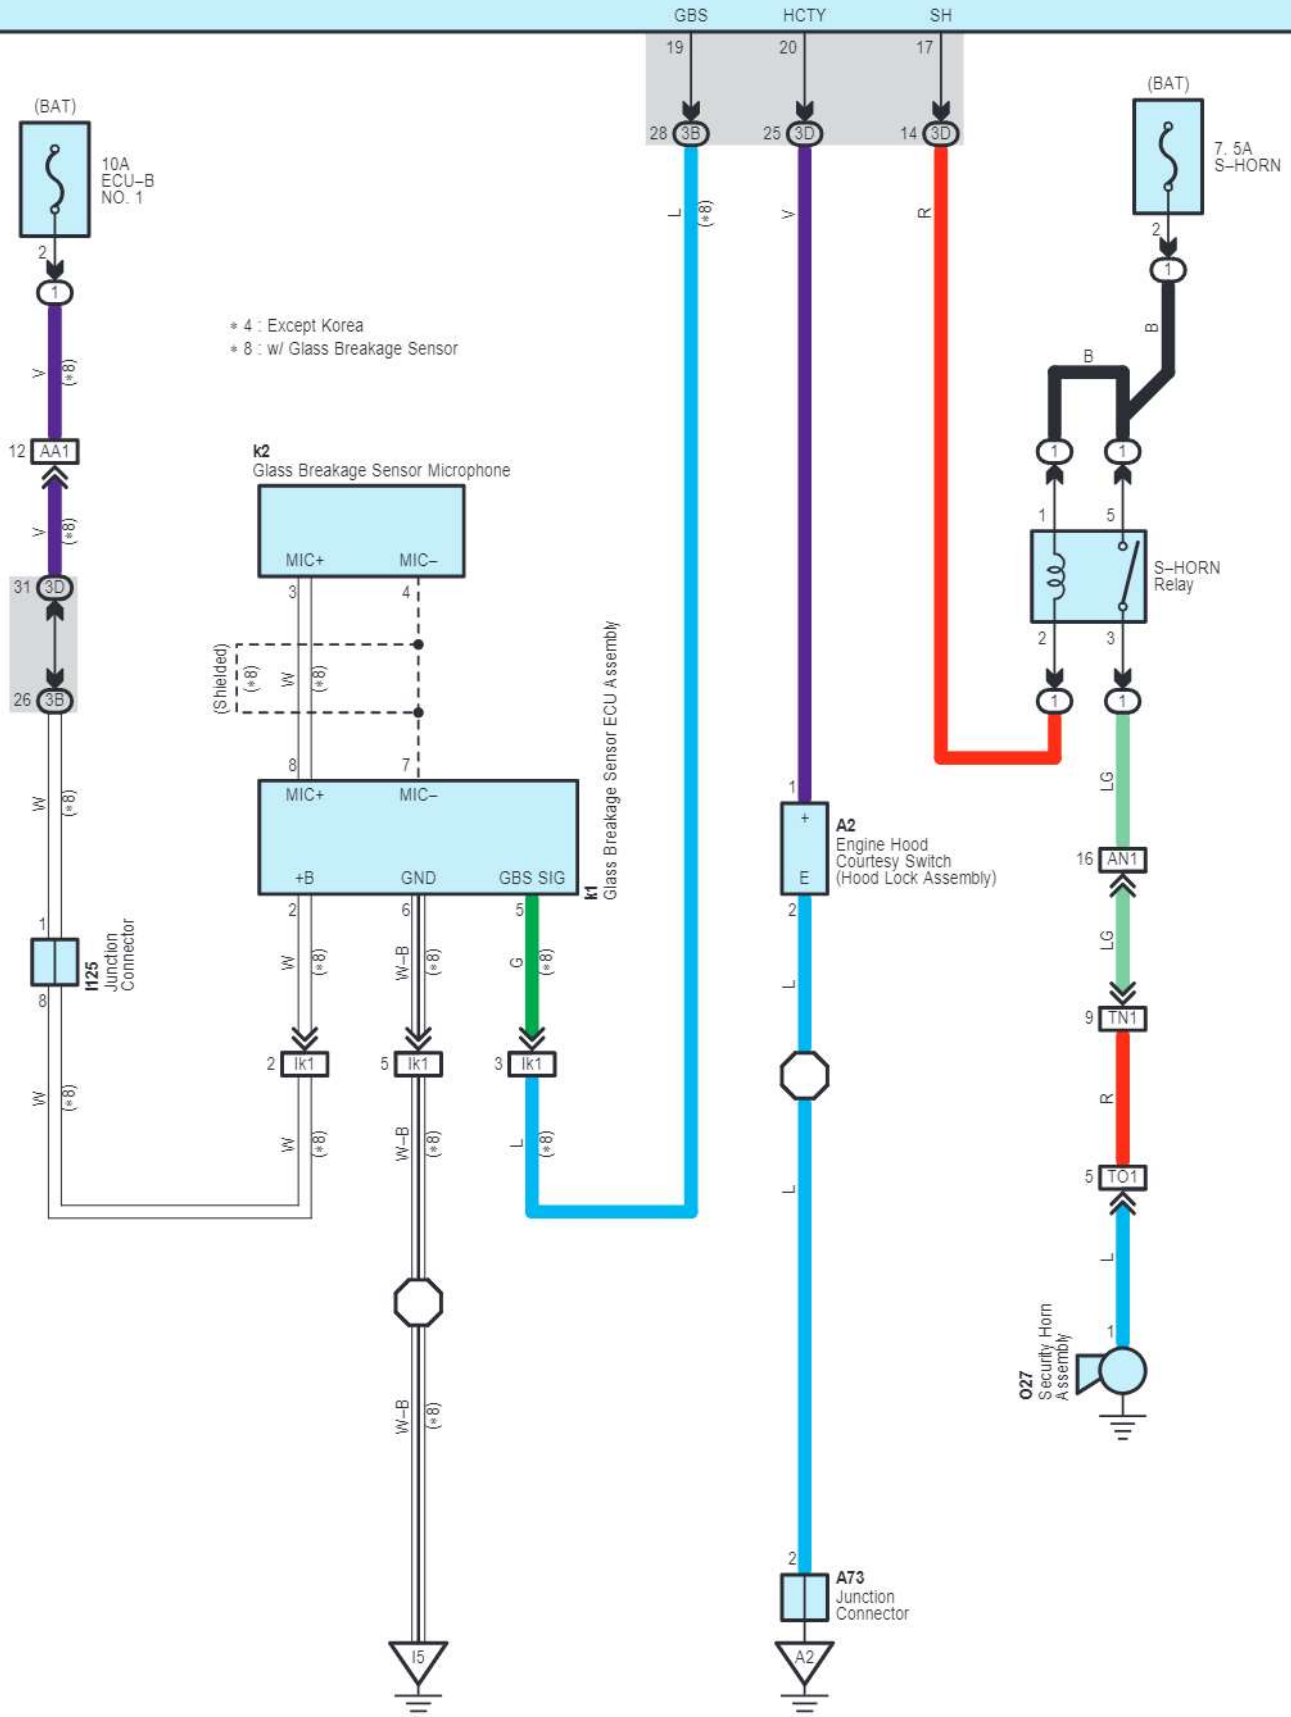 GBS HCTY SH
19 20 17
28 3B 25 3D 14 3D
(BAT)
10A
ECU–B
NO. 1
2
1
(BAT)
7. 5A
S–HORN
2
1
L (*8)
V
R
B
B
* 4 : Except Korea
* 8 : w/ Glass Breakage Sensor
V (*8)
12 AA1
V (*8)
31 3D
26 3B
k2
Glass Breakage Sensor Microphone
MIC+ MIC–
3 4
(Shielded)
(*8)
W (*8)
8 7
MIC+ MIC–
+B GND GBS SIG
k1
Glass Breakage Sensor ECU Assembly
2 6 5
1 1
1 5
S–HORN
Relay
2 3
1 1
W (*8)
1
I125
Junction
Connector
8
W (*8)
W (*8)
W–B (*8)
G (*8)
2 Ik1 5 Ik1 3 Ik1
W (*8)
W–B (*8)
L (*8)
W–B (*8)
I5
1
+
A2
Engine Hood
Courtesy Switch
(Hood Lock Assembly)
E
2
L
L
2
A73
Junction
Connector
A2
LG
16 AN1
LG
9 TN1
R
5 TO1
L
1
O27
Security Horn
Assembly